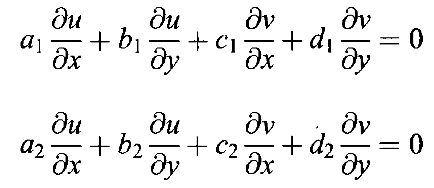 a₁ ∂u/∂x + b₁ ∂u/∂y + c₁ ∂v/∂x + d₁ ∂v/∂y = 0
a₂ ∂u/∂x + b₂ ∂u/∂y + c₂ ∂v/∂x + d₂ ∂v/∂y = 0